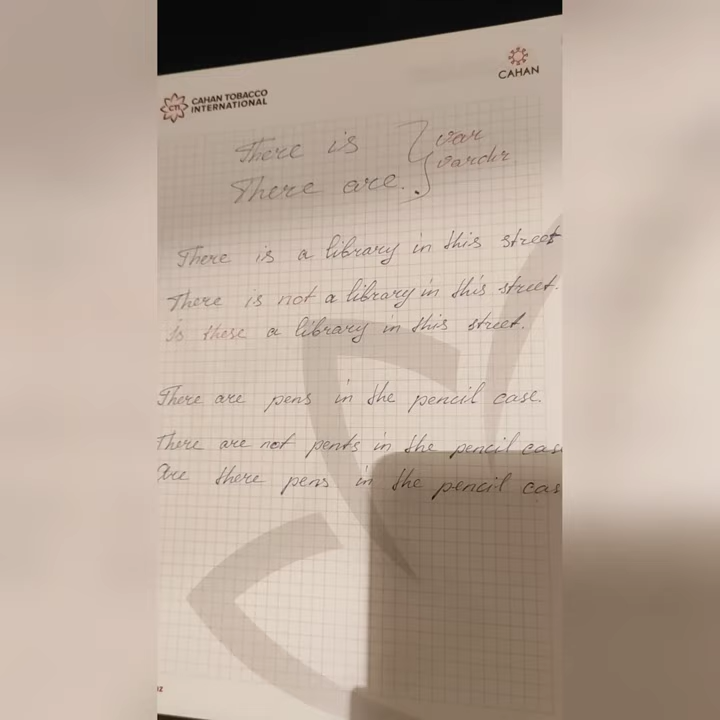 CAHAN TOBACCO
INTERNATIONAL
CAHAN
There is } var
There are. } vardır
There is a library in this street
There is not a library in this street.
Is these a library in this street.
There are pens in the pencil case.
There are not pents in the pencil cas
Are there pens in the pencil cas